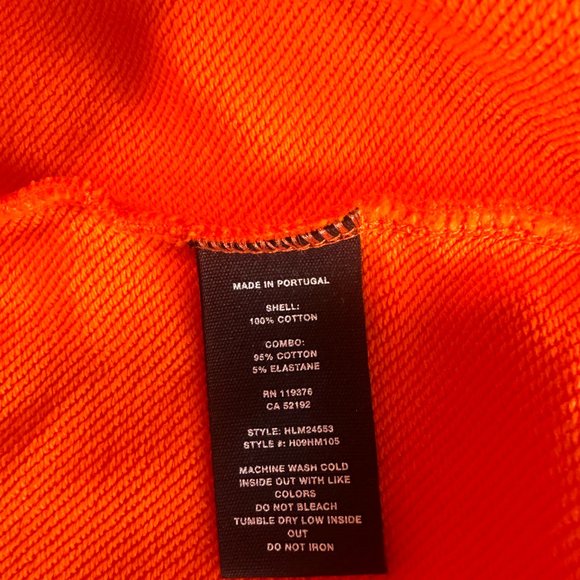 MADE IN PORTUGAL
SHELL:
100% COTTON
COMBO:
95% COTTON
5% ELASTANE
RN 119376
CA 52192
STYLE: HLM24553
STYLE #: H09HM105
MACHINE WASH COLD
INSIDE OUT WITH LIKE
COLORS
DO NOT BLEACH
TUMBLE DRY LOW INSIDE
OUT
DO NOT IRON